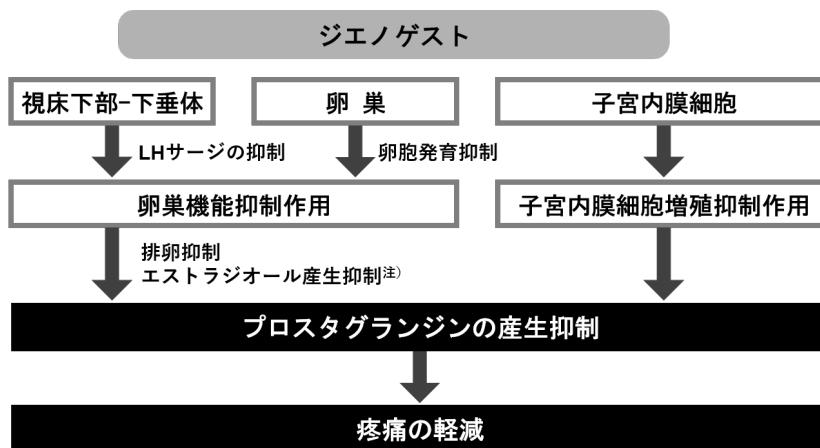 ジエノゲスト
視床下部-下垂体
卵 巣
子宮内膜細胞
LHサージの抑制
卵胞発育抑制
卵巣機能抑制作用
子宮内膜細胞増殖抑制作用
排卵抑制
エストラジオール産生抑制注）
プロスタグランジンの産生抑制
疼痛の軽減